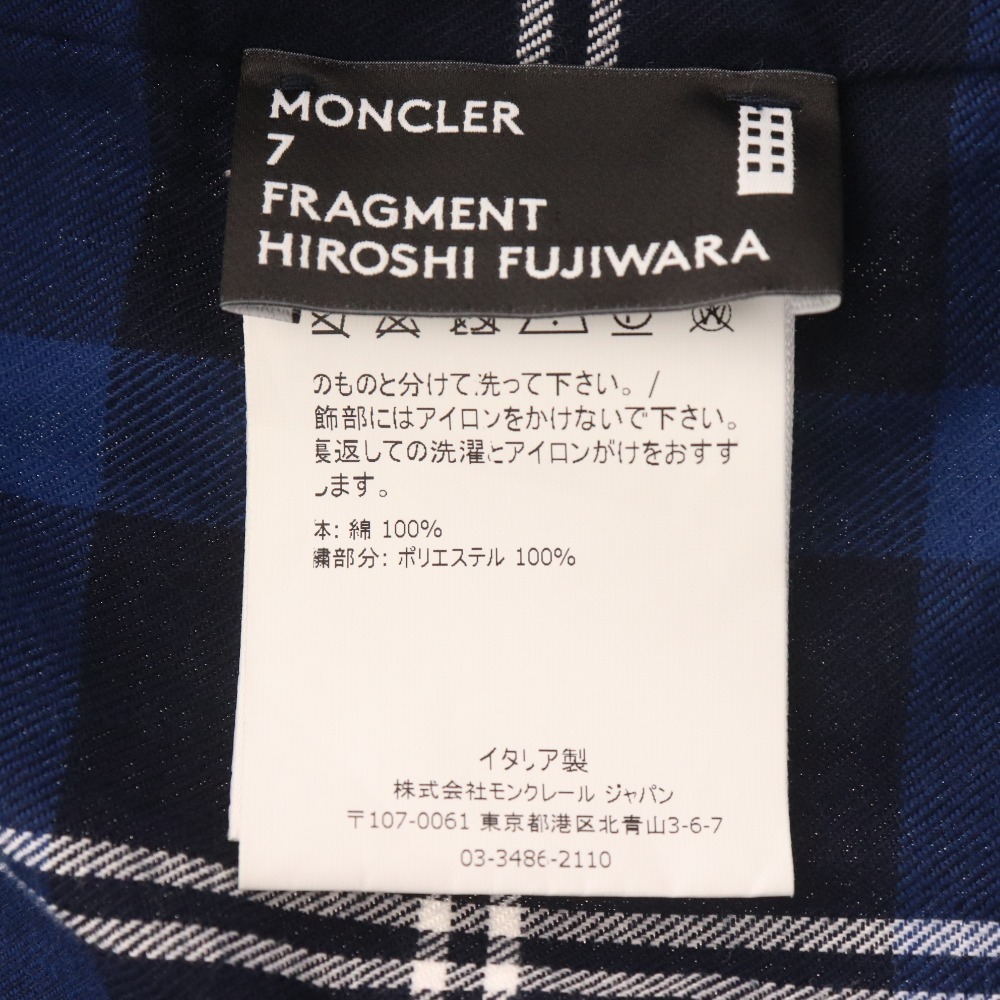 MONCLER
7
FRAGMENT
HIROSHI FUJIWARA
のものと分けて洗って下さい。/
飾部にはアイロンをかけないで下さい。
返しての洗濯とアイロンがけをおすす
します。
本: 綿 100%
繍部分: ポリエステル 100%
イタリア製
株式会社モンクレール ジャパン
〒107-0061 東京都港区北青山3-6-7
03-3486-2110